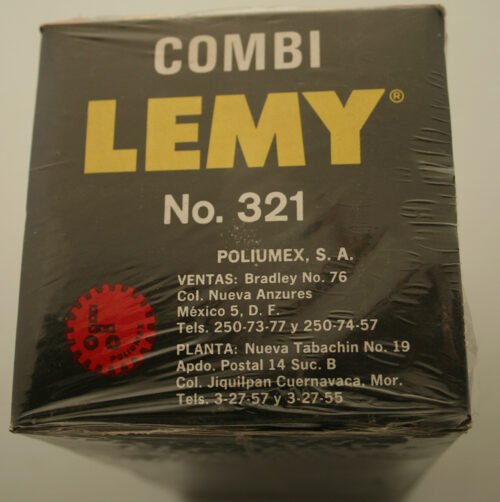 COMBI
LEMY®
No. 321
POLIUMEX, S. A.
VENTAS: Bradley No. 76
Col. Nueva Anzures
México 5, D. F.
Tels. 250-73-77 y 250-74-57
PLANTA: Nueva Tabachin No. 19
Apdo. Postal 14 Suc. B
Col. Jiquilpan Cuernavaca, Mor.
Tels. 3-27-57 y 3-27-55
POLIUMEX